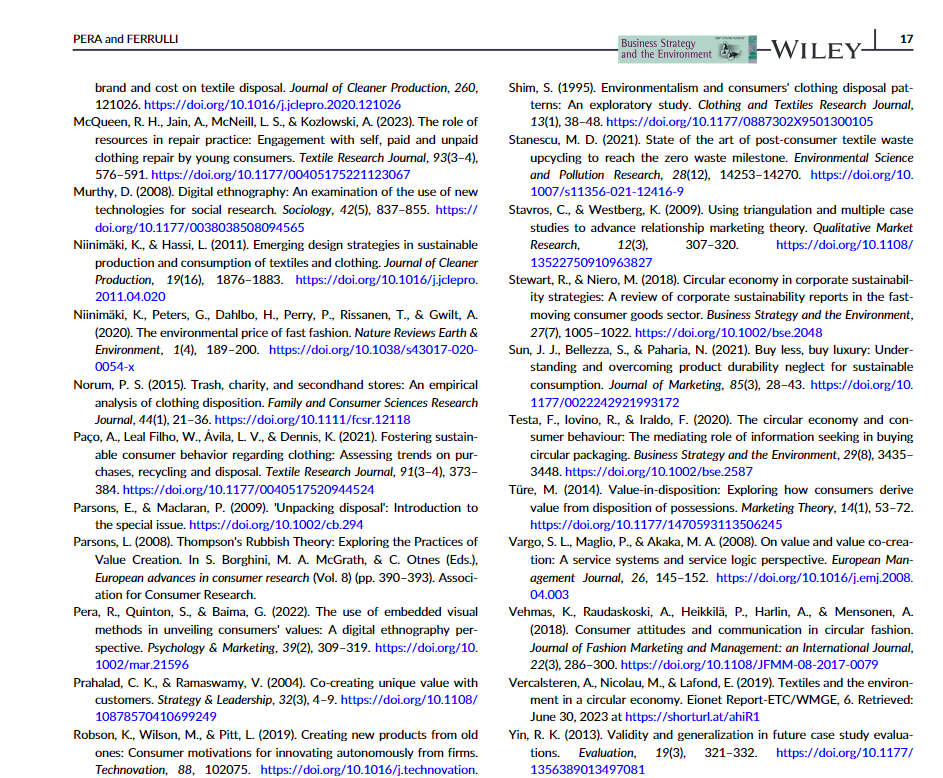 PERA and FERRULLI
Business Strategy
and the Environment
WILEY
17
brand and cost on textile disposal. Journal of Cleaner Production, 260,
121026. https://doi.org/10.1016/j.jclepro.2020.121026
McQueen, R. H., Jain, A., McNeill, L. S., & Kozlowski, A. (2023). The role of
resources in repair practice: Engagement with self, paid and unpaid
clothing repair by young consumers. Textile Research Journal, 93(3–4),
576–591. https://doi.org/10.1177/00405175221123067
Murthy, D. (2008). Digital ethnography: An examination of the use of new
technologies for social research. Sociology, 42(5), 837–855. https://
doi.org/10.1177/0038038508094565
Niinimäki, K., & Hassi, L. (2011). Emerging design strategies in sustainable
production and consumption of textiles and clothing. Journal of Cleaner
Production, 19(16), 1876–1883. https://doi.org/10.1016/j.jclepro.
2011.04.020
Niinimäki, K., Peters, G., Dahlbo, H., Perry, P., Rissanen, T., & Gwilt, A.
(2020). The environmental price of fast fashion. Nature Reviews Earth &
Environment, 1(4), 189–200. https://doi.org/10.1038/s43017-020-
0054-x
Norum, P. S. (2015). Trash, charity, and secondhand stores: An empirical
analysis of clothing disposition. Family and Consumer Sciences Research
Journal, 44(1), 21–36. https://doi.org/10.1111/fcsr.12118
Paço, A., Leal Filho, W., Ávila, L. V., & Dennis, K. (2021). Fostering sustain-
able consumer behavior regarding clothing: Assessing trends on pur-
chases, recycling and disposal. Textile Research Journal, 91(3–4), 373–
384. https://doi.org/10.1177/0040517520944524
Parsons, E., & Maclaran, P. (2009). 'Unpacking disposal': Introduction to
the special issue. https://doi.org/10.1002/cb.294
Parsons, L. (2008). Thompson's Rubbish Theory: Exploring the Practices of
Value Creation. In S. Borghini, M. A. McGrath, & C. Otnes (Eds.),
European advances in consumer research (Vol. 8) (pp. 390–393). Associ-
ation for Consumer Research.
Pera, R., Quinton, S., & Baima, G. (2022). The use of embedded visual
methods in unveiling consumers' values: A digital ethnography per-
spective. Psychology & Marketing, 39(2), 309–319. https://doi.org/10.
1002/mar.21596
Prahalad, C. K., & Ramaswamy, V. (2004). Co-creating unique value with
customers. Strategy & Leadership, 32(3), 4–9. https://doi.org/10.1108/
10878570410699249
Robson, K., Wilson, M., & Pitt, L. (2019). Creating new products from old
ones: Consumer motivations for innovating autonomously from firms.
Technovation, 88, 102075. https://doi.org/10.1016/j.technovation.
Shim, S. (1995). Environmentalism and consumers' clothing disposal pat-
terns: An exploratory study. Clothing and Textiles Research Journal,
13(1), 38–48. https://doi.org/10.1177/0887302X9501300105
Stanescu, M. D. (2021). State of the art of post-consumer textile waste
upcycling to reach the zero waste milestone. Environmental Science
and Pollution Research, 28(12), 14253–14270. https://doi.org/10.
1007/s11356-021-12416-9
Stavros, C., & Westberg, K. (2009). Using triangulation and multiple case
studies to advance relationship marketing theory. Qualitative Market
Research, 12(3), 307–320. https://doi.org/10.1108/
13522750910963827
Stewart, R., & Niero, M. (2018). Circular economy in corporate sustainabil-
ity strategies: A review of corporate sustainability reports in the fast-
moving consumer goods sector. Business Strategy and the Environment,
27(7), 1005–1022. https://doi.org/10.1002/bse.2048
Sun, J. J., Bellezza, S., & Paharia, N. (2021). Buy less, buy luxury: Under-
standing and overcoming product durability neglect for sustainable
consumption. Journal of Marketing, 85(3), 28–43. https://doi.org/10.
1177/0022242921993172
Testa, F., Iovino, R., & Iraldo, F. (2020). The circular economy and con-
sumer behaviour: The mediating role of information seeking in buying
circular packaging. Business Strategy and the Environment, 29(8), 3435–
3448. https://doi.org/10.1002/bse.2587
Türe, M. (2014). Value-in-disposition: Exploring how consumers derive
value from disposition of possessions. Marketing Theory, 14(1), 53–72.
https://doi.org/10.1177/1470593113506245
Vargo, S. L., Maglio, P., & Akaka, M. A. (2008). On value and value co-crea-
tion: A service systems and service logic perspective. European Man-
agement Journal, 26, 145–152. https://doi.org/10.1016/j.emj.2008.
04.003
Vehmas, K., Raudaskoski, A., Heikkilä, P., Harlin, A., & Mensonen, A.
(2018). Consumer attitudes and communication in circular fashion.
Journal of Fashion Marketing and Management: an International Journal,
22(3), 286–300. https://doi.org/10.1108/JFMM-08-2017-0079
Vercalsteren, A., Nicolau, M., & Lafond, E. (2019). Textiles and the environ-
ment in a circular economy. Eionet Report-ETC/WMGE, 6. Retrieved:
June 30, 2023 at https://shorturl.at/ahiR1
Yin, R. K. (2013). Validity and generalization in future case study evalua-
tions. Evaluation, 19(3), 321–332. https://doi.org/10.1177/
1356389013497081